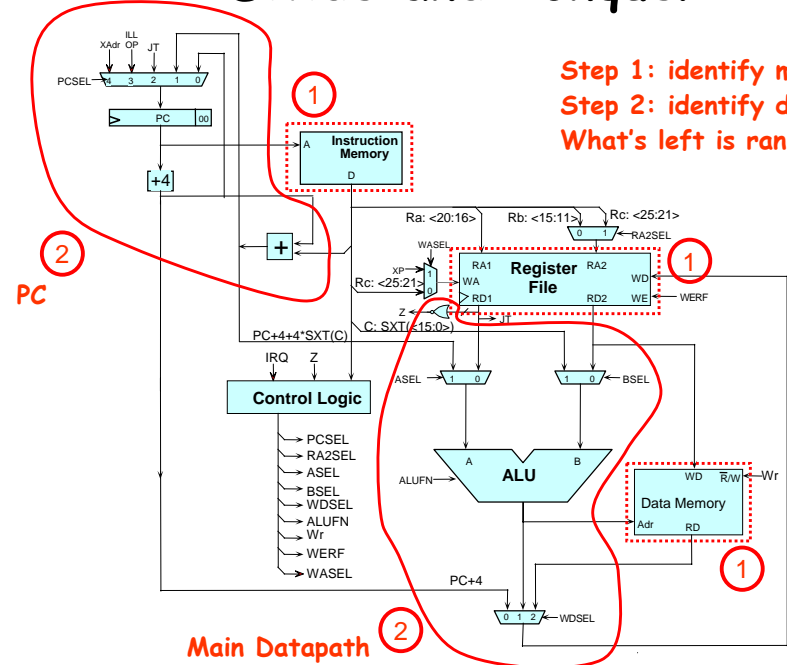 Step 1: identify m
Step 2: identify d
What's left is ran
XAdr
ILL
OP
JT
PCSEL
4 3 2 1 0
PC
00
1
A
Instruction
Memory
D
[+4]
+
2
PC
Ra: <20:16>
Rb: <15:11>
Rc: <25:21>
0 1
RA2SEL
WASEL
XP
1
0
Rc: <25:21>
RA1
Register
File
RA2
WA
WD
RD1
RD2
WE
WERF
1
Z
JT
C: SXT(<15:0>)
PC+4+4*SXT(C)
IRQ
Z
ASEL
1 0
1 0
BSEL
Control Logic
PCSEL
RA2SEL
ASEL
BSEL
WDSEL
ALUFN
Wr
WERF
WASEL
A
B
ALU
ALUFN
WD
R/W
Wr
Data Memory
Adr
RD
1
PC+4
0 1 2
WDSEL
Main Datapath
2